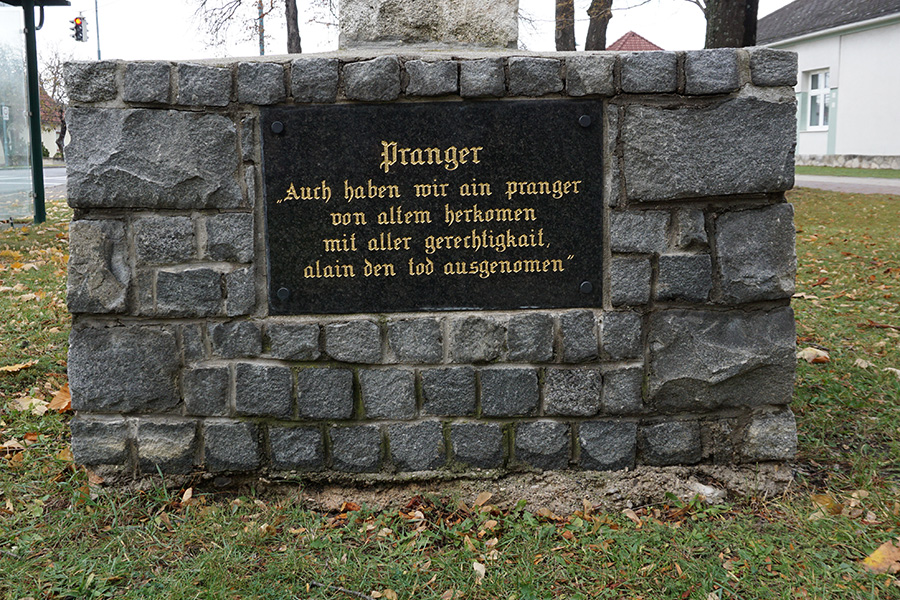 Pranger
„Auch haben wir ain pranger
von altem herkomen
mit aller gerechtigkait,
alain den tod ausgenomen“